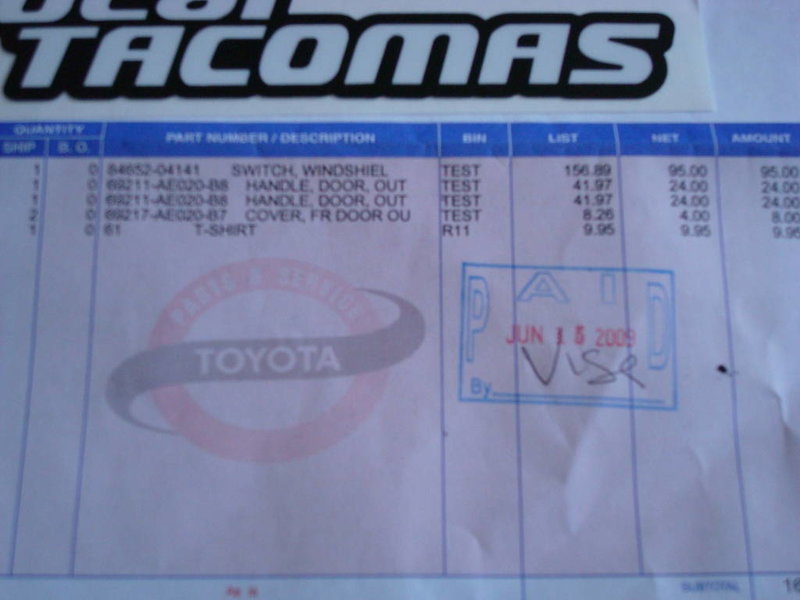 TACOMAS
QUANTITY
SHIP B. O. PART NUMBER / DESCRIPTION BIN LIST NET AMOUNT
1 0 84652-04141 SWITCH, WINDSHIEL TEST 156.89 95.00 95.00
1 0 69211-AE020-B8 HANDLE, DOOR, OUT TEST 41.97 24.00 24.00
1 0 69211-AE020-B8 HANDLE, DOOR, OUT TEST 41.97 24.00 24.00
2 0 69217-AE020-B7 COVER, FR DOOR OU TEST 8.26 4.00 8.00
1 0 61 T-SHIRT R11 9.95 9.95 9.95
PARTS & SERVICE
TOYOTA
PAID
JUN 15 2009
Visa
By
SUBTOTAL 16